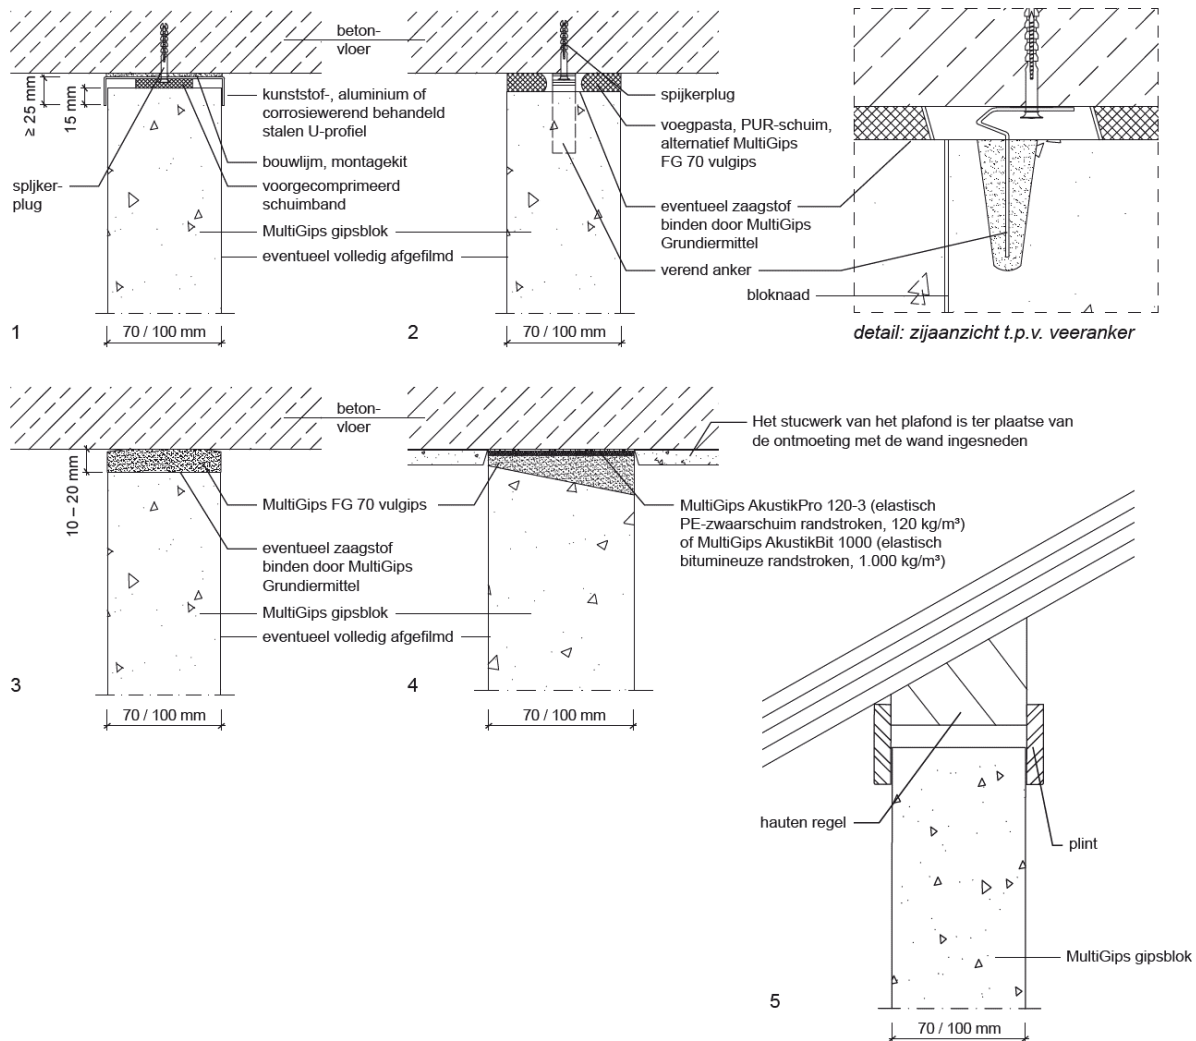 beton-
vloer
≥ 25 mm
15 mm
kunststof-, aluminium of
corrosiewerend behandeld
stalen U-profiel
bouwlijm, montagekit
spljker-
plug
voorgecomprimeerd
schuimband
MultiGips gipsblok
eventueel volledig afgefilmd
1
70 / 100 mm
spijkerplug
voegpasta, PUR-schuim,
alternatief MultiGips
FG 70 vulgips
eventueel zaagstof
binden door MultiGips
Grundiermittel
verend anker
bloknaad
2
70 / 100 mm
detail: zijaanzicht t.p.v. veeranker
beton-
vloer
10 – 20 mm
MultiGips FG 70 vulgips
eventueel zaagstof
binden door MultiGips
Grundiermittel
MultiGips gipsblok
eventueel volledig afgefilmd
3
70 / 100 mm
Het stucwerk van het plafond is ter plaatse van
de ontmoeting met de wand ingesneden
MultiGips AkustikPro 120-3 (elastisch
PE-zwaarschuim randstroken, 120 kg/m³)
of MultiGips AkustikBit 1000 (elastisch
bitumineuze randstroken, 1.000 kg/m³)
4
70 / 100 mm
hauten regel
plint
MultiGips gipsblok
5
70 / 100 mm